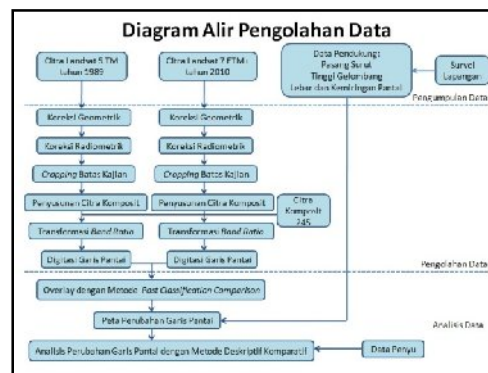 Diagram Alir Pengolahan Data
Citra Landsat 5 TM
tahun 1989
Citra Landsat 7 ETM+
tahun 2010
Data Pendukung:
Pasang Surut
Tinggi Gelombang
Lebar dan Kemiringan Pantai
Survei
Lapangan
Pengumpulan Data
Koreksi Geometrik
Koreksi Geometrik
Koreksi Radiometrik
Koreksi Radiometrik
Cropping Batas Kajian
Cropping Batas Kajian
Penyusunan Citra Komposit
Penyusunan Citra Komposit
Citra
Komposit
245
Transformasi Band Ratio
Transformasi Band Ratio
Digitasi Garis Pantai
Digitasi Garis Pantai
Pengolahan Data
Overlay dengan Metode Post Classification Comparison
Peta Perubahan Garis Pantai
Analisis Data
Analisis Perubahan Garis Pantai dengan Metode Deskriptif Komparatif
Data Penyu